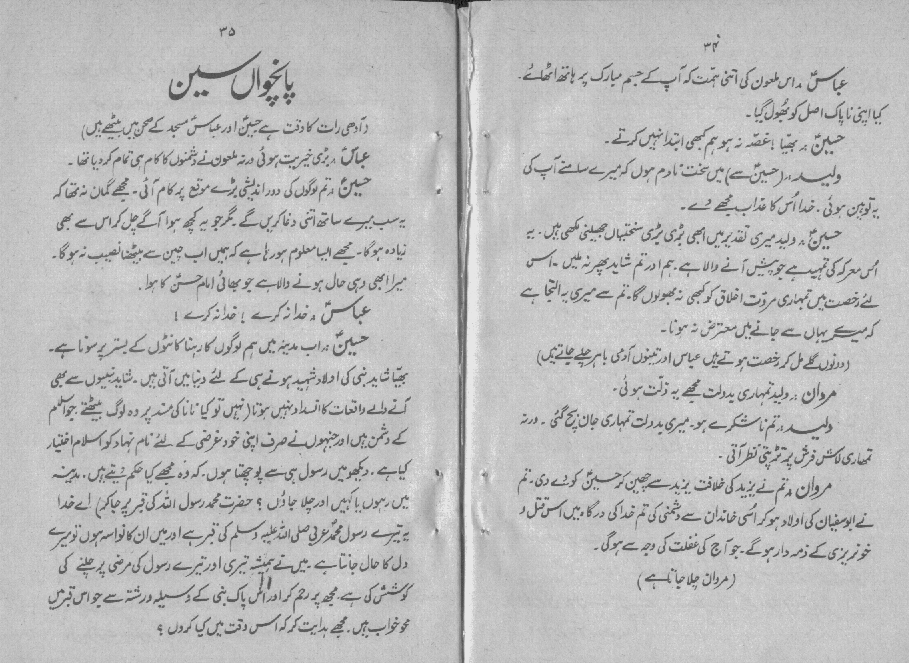 ۳۴
عباسؑ :۔ اس ملعون کی اتنی ہمت کہ آپ کے جسم مبارک پر ہاتھ اٹھائے۔
کیا اپنی ناپاک اصل کو بھول گیا۔
حسینؑ :۔ بھیّا! غصّہ نہ ہو ہم کبھی ابتدا نہیں کرتے۔
ولید :۔ (حسینؑ سے) میں سخت نادم ہوں کہ میرے سامنے آپ کی
یہ توہین ہوئی۔ خدا اُس کا عذاب مجھے دے۔
حسینؑ :۔ ولید میری تقدیر میں ابھی بڑی بڑی سختیاں جھیلنی لکھی ہیں۔ یہ
اُس معرکہ کی تمہید ہے جو پیش آنے والا ہے۔ ہم اور تم شاید پھر نہ ملیں۔ اس
لئے رخصت میں تمہاری مروّت اخلاق کو کبھی نہ بھولوں گا۔ تم سے میری یہ التجا ہے
کہ میرے یہاں سے جانے میں معترض نہ ہونا۔
(دونوں گلے مل کر رخصت ہوتے ہیں عباس اور تینوں آدمی باہر چلے جاتے ہیں)
مروان :۔ ولید تمہاری بدولت مجھے یہ ذلّت ہوئی۔
ولید :۔ تم ناشکرے ہو۔ میری بدولت تمہاری جان بچ گئی۔ ورنہ
تمہاری لاش فرش پر تڑپتی نظر آتی۔
مروان :۔ تم نے یزید کی خلافت یزید سے چھین کر حسینؑ کو دے دی۔ تم
نے ابوسفیان کی اولاد ہو کر اُسی خاندان سے دشمنی کی تم خدا کی درگاہ میں اس قتل و
خونریزی کے ذمہ دار ہوگے۔ جو آج کی غفلت کی وجہ سے ہوگی۔
(مروان چلا جاتا ہے)
۳۵
پانچواں سین
(آدھی رات کا وقت ہے حسینؑ اور عباسؑ مسجد کے صحن میں بیٹھے ہیں)
عباسؑ :۔ بڑی خیریت ہوئی ورنہ ملعون نے دشمنوں کا کام ہی تمام کر دیا تھا۔
حسینؑ :۔ تم لوگوں کی دور اندیشی بڑے موقع پر کام آئی۔ مجھے گمان نہ تھا کہ
یہ سب میرے ساتھ اتنی دغا کریں گے۔ مگر جو یہ کچھ ہوا آگے چل کر اس سے بھی
زیادہ ہوگا۔ مجھے ایسا معلوم ہو رہا ہے کہ ہمیں اب چین سے بیٹھنا نصیب نہ ہوگا۔
میرا بھی وہی حال ہونے والا ہے جو بھائی امام حسنؑ کا ہوا۔
عباسؑ :۔ خدا نہ کرے! خدا نہ کرے!
حسینؑ :۔ اب مدینہ میں ہم لوگوں کا رہنا کانٹوں کے بستر پر سونا ہے۔
بھیّا شاید نبی کی اولاد شہید ہونے ہی کے لئے دنیا میں آتی ہیں۔ شاید نبیوں سے بھی
آنے والے واقعات کا انسداد نہیں ہوتا (نہیں تو کیا نانا کی مسند پر وہ لوگ بیٹھتے جو اسلام
کے دشمن ہیں اور جنہوں نے صرف اپنی خود غرضی کے لئے نام نہاد کو اسلام اختیار
کیا ہے۔ دیکھو میں رسول ہی سے پوچھتا ہوں۔ کہ وہ مجھے کیا حکم دیتے ہیں۔ مدینہ
میں رہوں یا کہیں اور چلا جاؤں؟ حضرت محمد رسول اللہ کی قبر پر جا کر) اے خدا
یہ تیرے رسول محمدؐ عربی صلی اللہ علیہ وسلم کی قبر ہے اور میں ان کا نواسہ ہوں تو میرے
دل کا حال جانتا ہے۔ میں نے ہمیشہ تیری اور تیرے رسول کی مرضی پر چلنے کی
کوشش کی ہے۔ مجھ پر رحم کر اور اس پاک نبی کے وسیلہ و رشتہ سے جو اس قبر میں
محو خواب ہیں۔ مجھے ہدایت کر کہ اس وقت میں کیا کروں؟